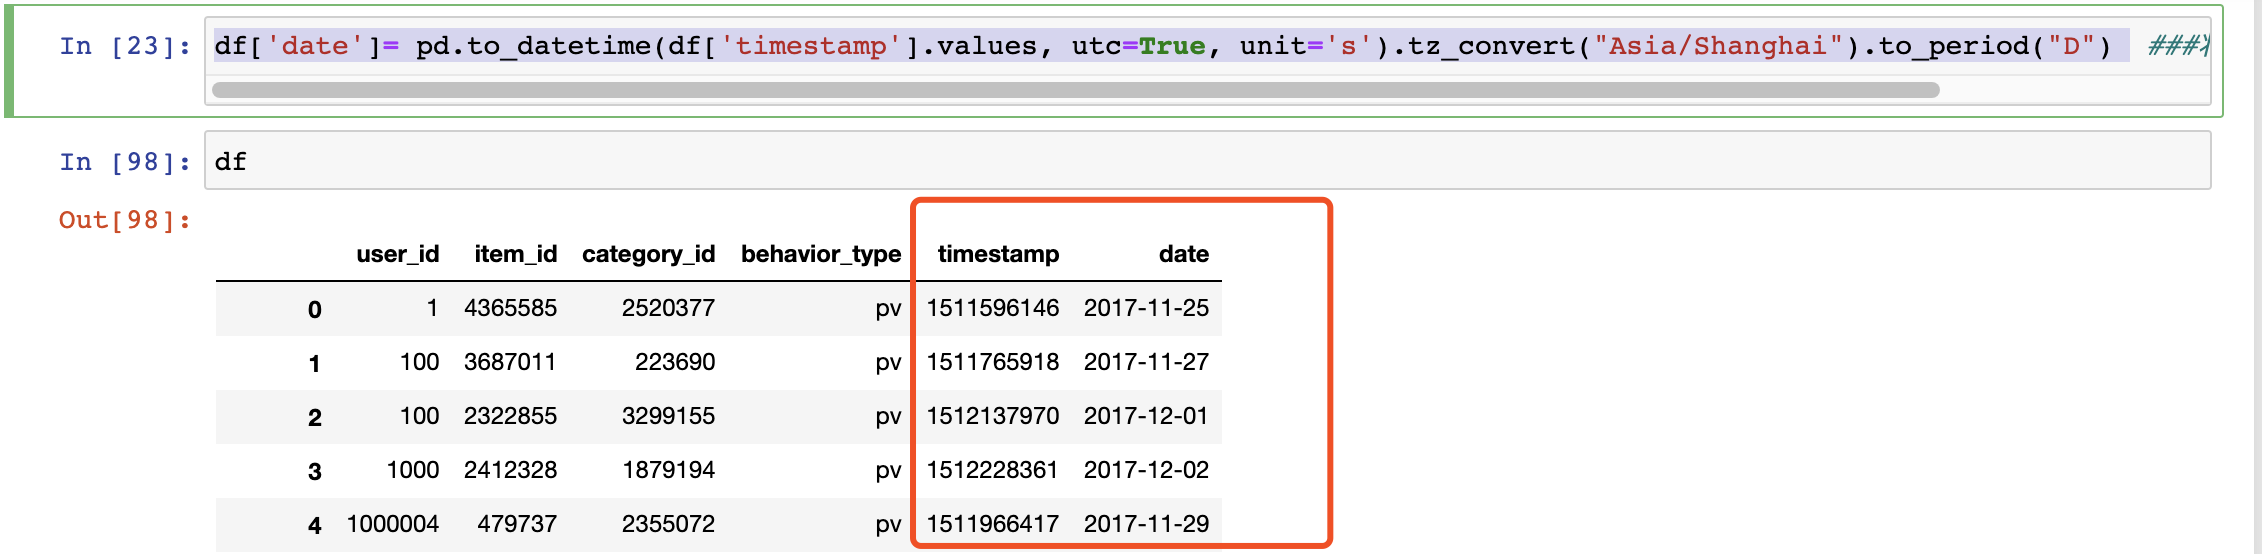 In [23]: df['date']= pd.to_datetime(df['timestamp'].values, utc=True, unit='s').tz_convert("Asia/Shanghai").to_period("D") ###
In [98]: df
Out[98]:
user_id item_id category_id behavior_type timestamp date
0 1 4365585 2520377 pv 1511596146 2017-11-25
1 100 3687011 223690 pv 1511765918 2017-11-27
2 100 2322855 3299155 pv 1512137970 2017-12-01
3 1000 2412328 1879194 pv 1512228361 2017-12-02
4 1000004 479737 2355072 pv 1511966417 2017-11-29